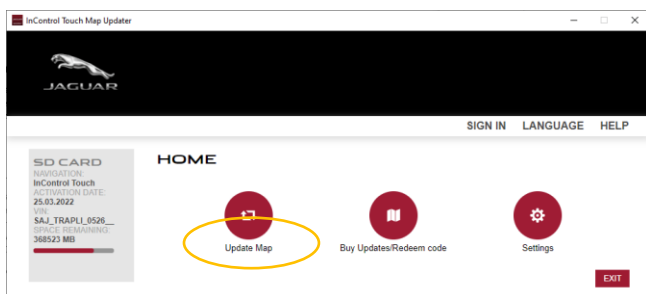 InControl Touch Map Updater
JAGUAR
SIGN IN LANGUAGE HELP
SD CARD
NAVIGATION:
InControl Touch
ACTIVATION DATE:
25.03.2022
VIN:
SAJ_TRAPLI_0526__
SPACE REMAINING:
368523 MB
HOME
Update Map
Buy Updates/Redeem code
Settings
EXIT